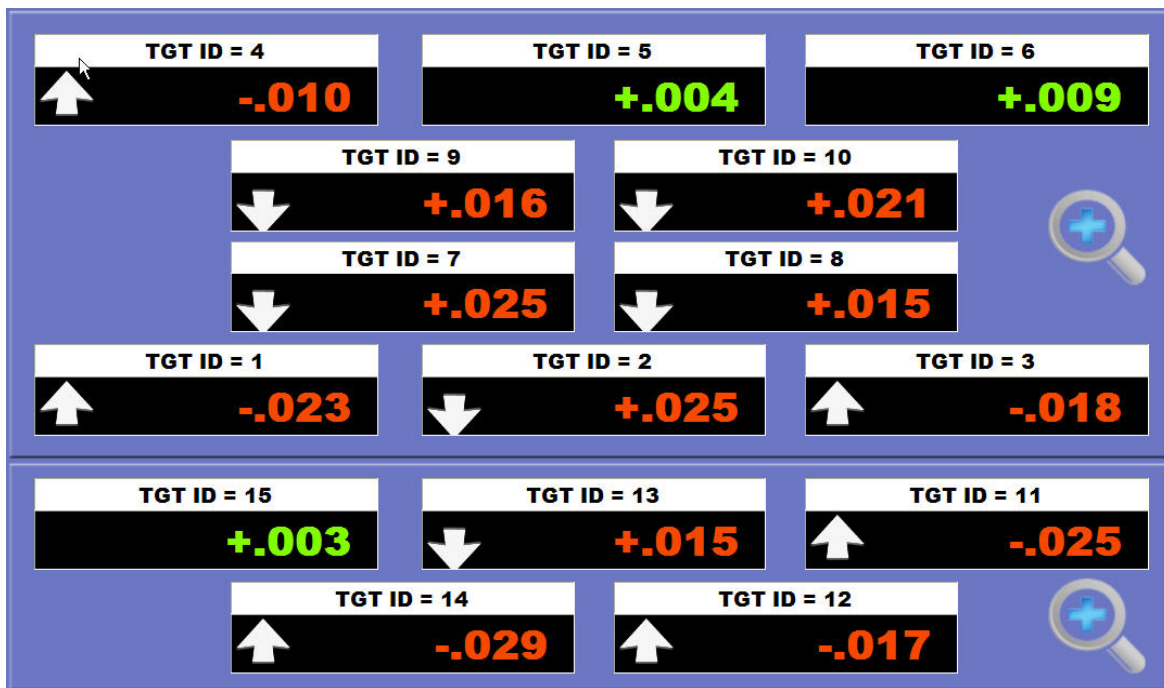 TGT ID = 4 TGT ID = 5 TGT ID = 6
-.010 +.004 +.009
TGT ID = 9 TGT ID = 10
+.016 +.021
TGT ID = 7 TGT ID = 8
+.025 +.015
TGT ID = 1 TGT ID = 2 TGT ID = 3
-.023 +.025 -.018
TGT ID = 15 TGT ID = 13 TGT ID = 11
+.003 +.015 -.025
TGT ID = 14 TGT ID = 12
-.029 -.017